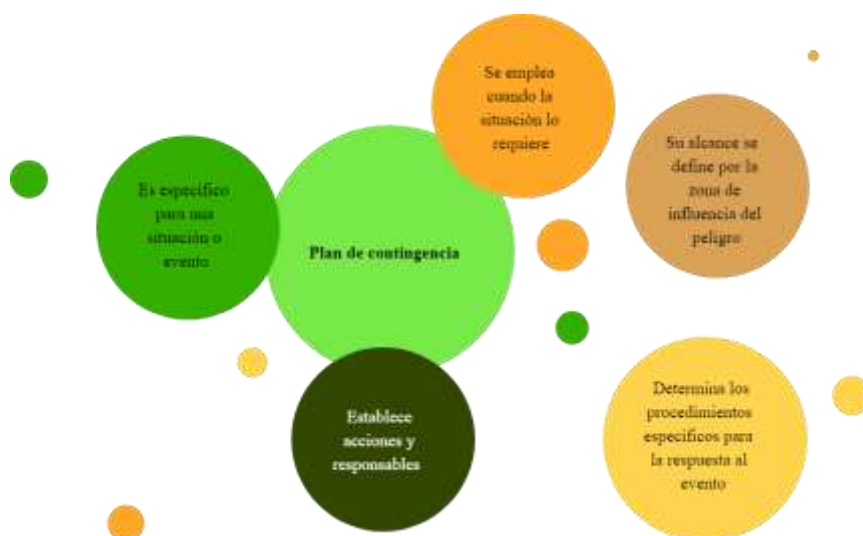 Se emplea
cuando la
situación lo
requiere
Su alcance se
define por la
zona de
influencia del
peligro
Es especifico
para una
situación o
evento
Plan de contingencia
Establece
acciones y
responsables
Determina los
procedimientos
específicos para
la respuesta al
evento